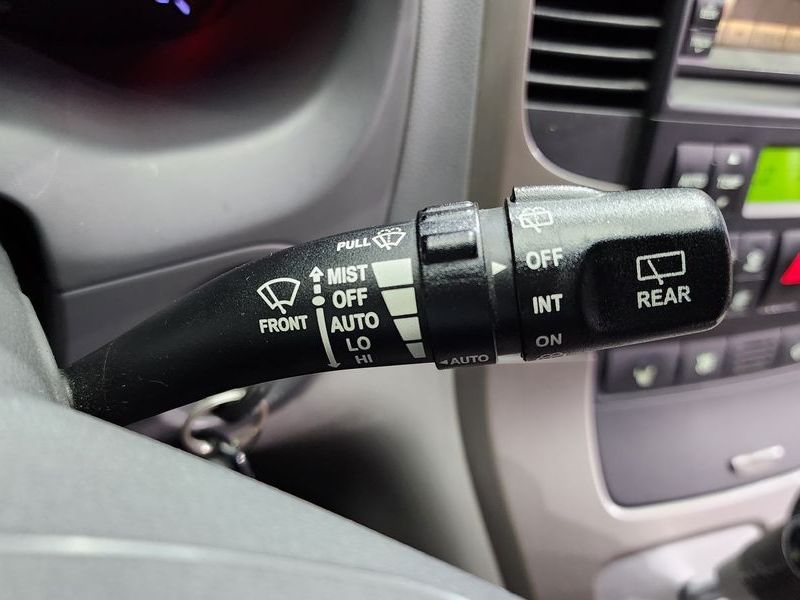 PULL
MIST
OFF
AUTO
LO
HI
FRONT
AUTO
OFF
INT
ON
REAR